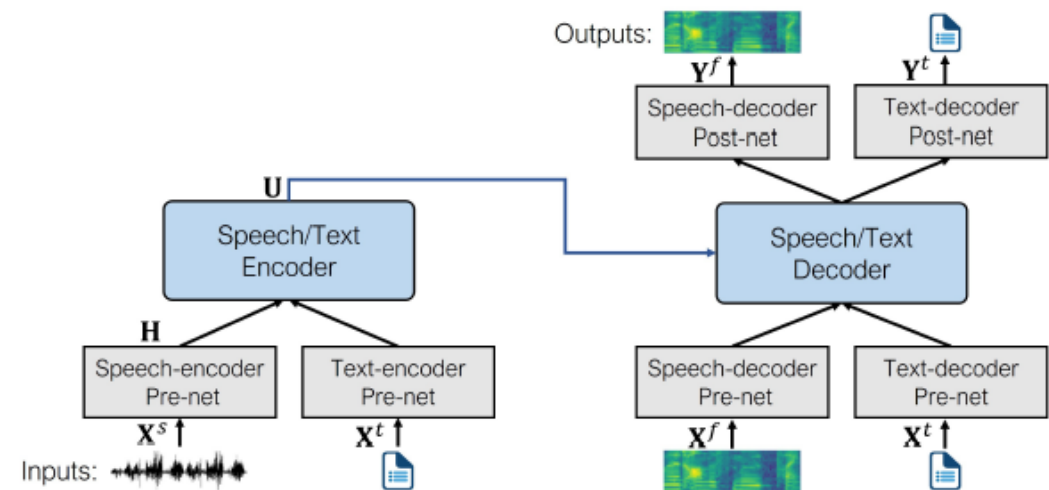 Outputs:
Y^f
Y^t
Speech-decoder
Post-net
Text-decoder
Post-net
U
Speech/Text
Encoder
Speech/Text
Decoder
H
Speech-encoder
Pre-net
Text-encoder
Pre-net
Speech-decoder
Pre-net
Text-decoder
Pre-net
X^s
X^t
X^f
X^t
Inputs: